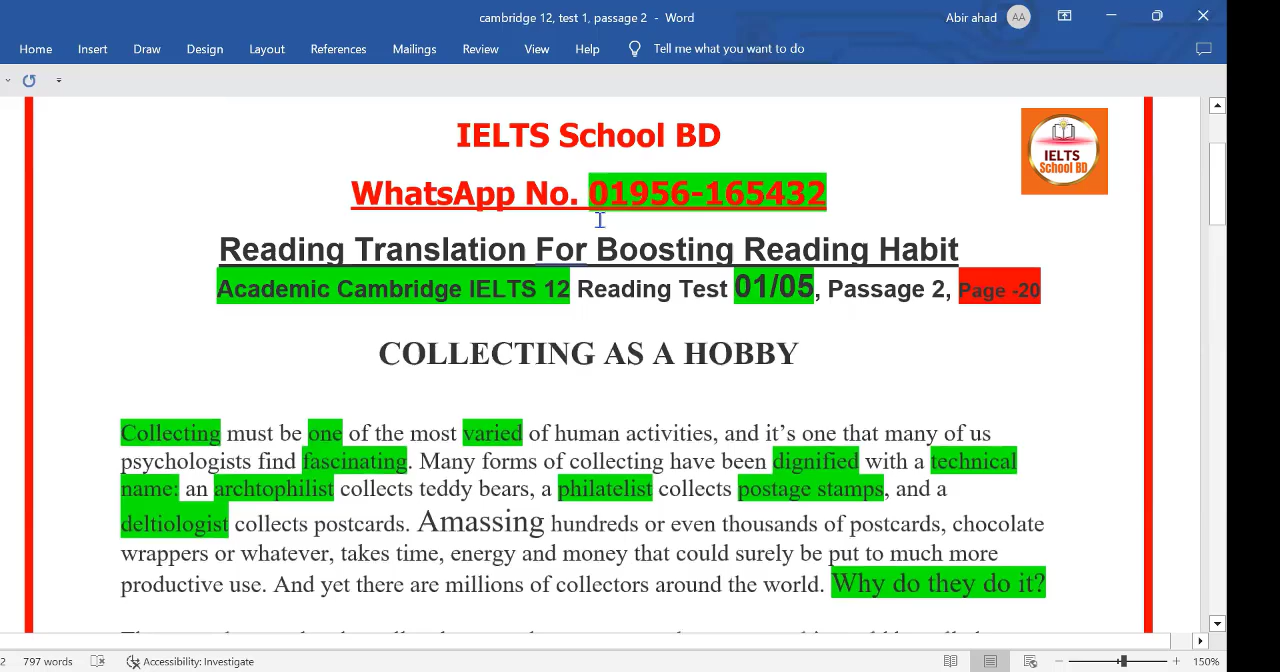 cambridge 12, test 1, passage 2 - Word
Abir ahad
AA
Home Insert Draw Design Layout References Mailings Review View Help Tell me what you want to do
IELTS School BD
IELTS
School BD
WhatsApp No. 01956-165432
Reading Translation For Boosting Reading Habit
Academic Cambridge IELTS 12 Reading Test 01/05, Passage 2, Page -20
COLLECTING AS A HOBBY
Collecting must be one of the most varied of human activities, and it's one that many of us
psychologists find fascinating. Many forms of collecting have been dignified with a technical
name: an archtophilist collects teddy bears, a philatelist collects postage stamps, and a
deltiologist collects postcards. Amassing hundreds or even thousands of postcards, chocolate
wrappers or whatever, takes time, energy and money that could surely be put to much more
productive use. And yet there are millions of collectors around the world. Why do they do it?
2 797 words Accessibility: Investigate 150%